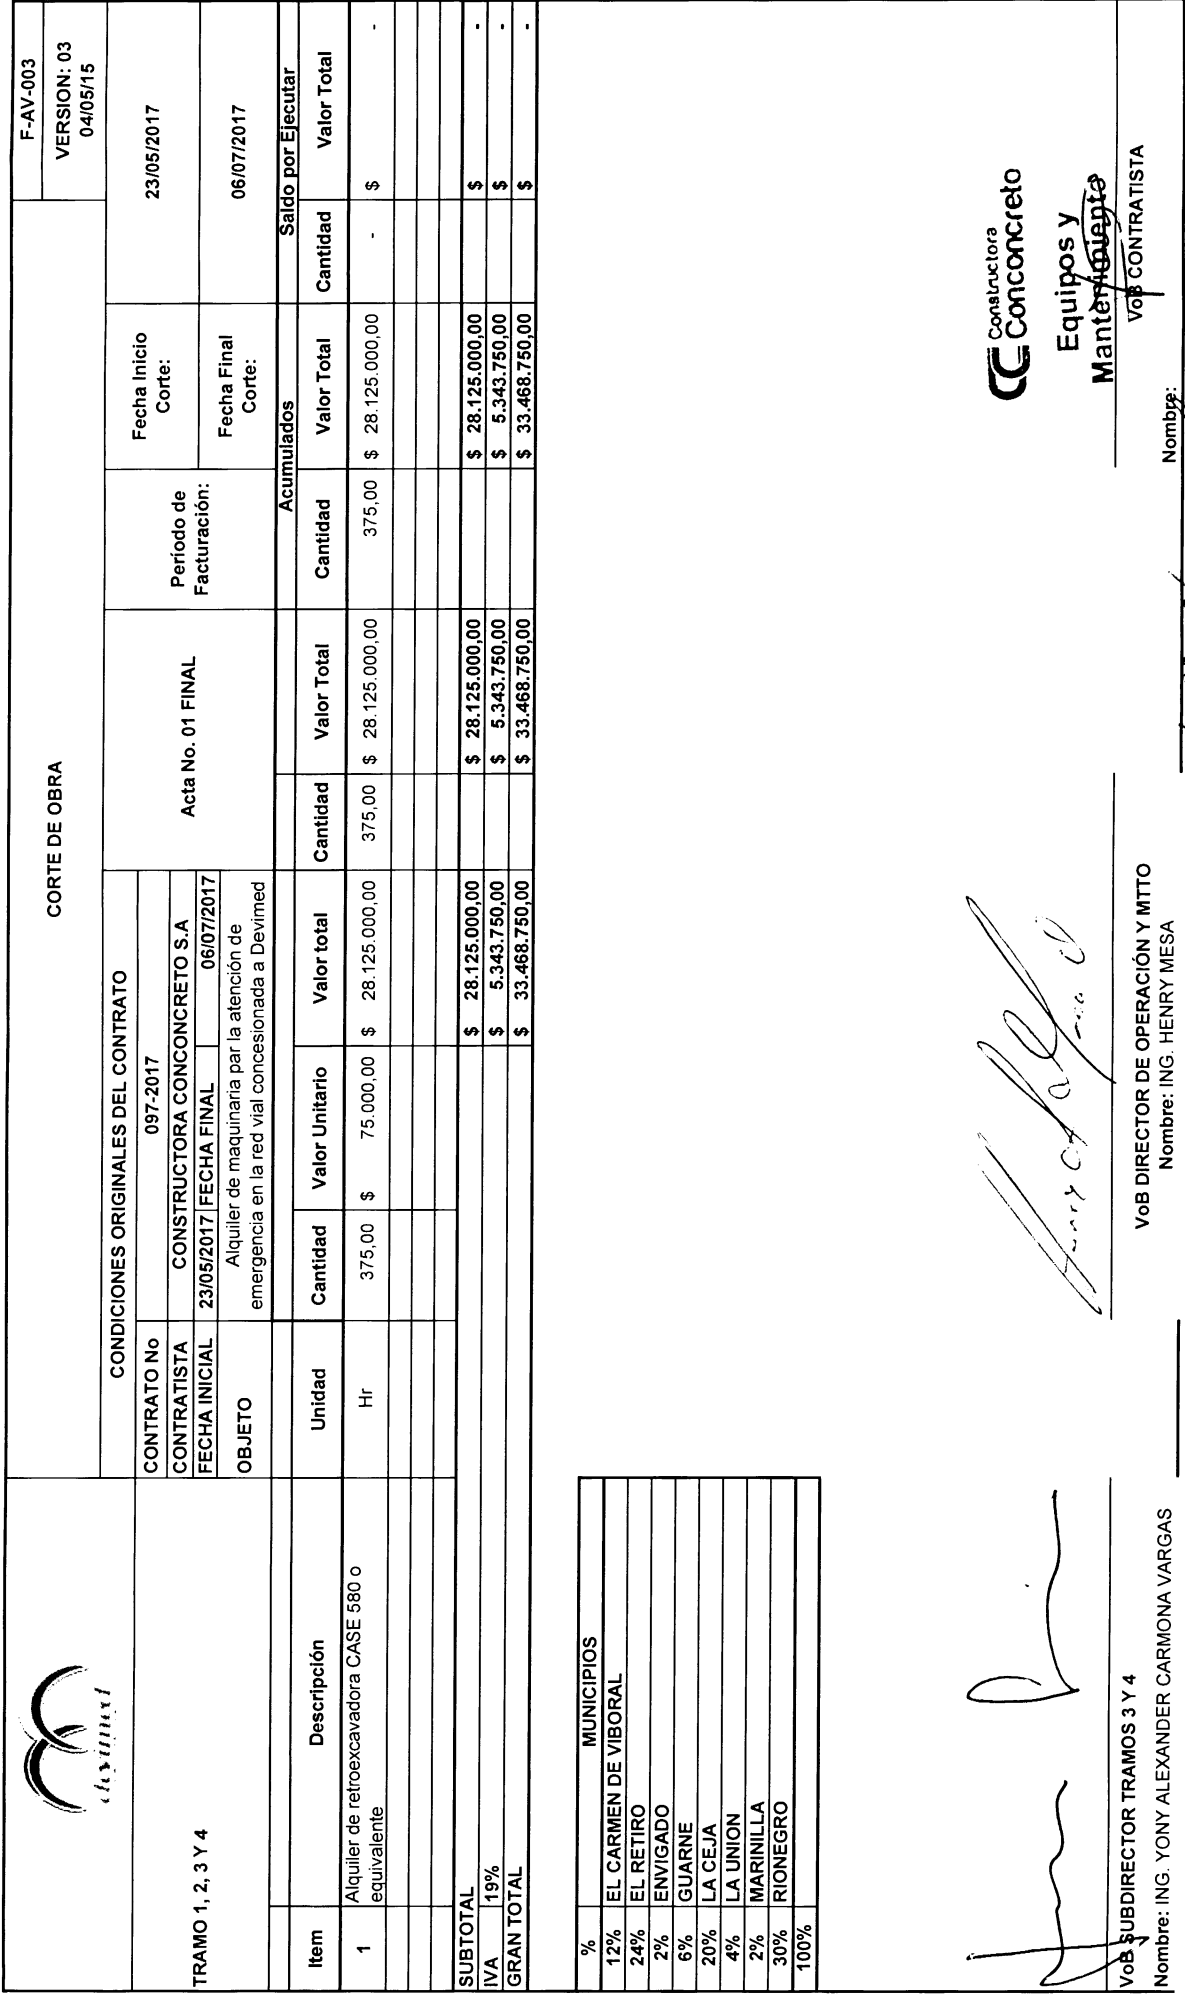 devimed
CORTE DE OBRA
F-AV-003
VERSION: 03
04/05/15
TRAMO 1, 2, 3 Y 4
CONDICIONES ORIGINALES DEL CONTRATO
CONTRATO No 097-2017
CONTRATISTA CONSTRUCTORA CONCONCRETO S.A
FECHA INICIAL 23/05/2017 FECHA FINAL 06/07/2017
OBJETO Alquiler de maquinaria par la atención de
emergencia en la red vial concesionada a Devimed
Acta No. 01 FINAL
Período de
Facturación:
Fecha Inicio
Corte:
23/05/2017
Fecha Final
Corte:
06/07/2017
Acumulados Saldo por Ejecutar
Item Descripción Unidad Cantidad Valor Unitario Valor total Cantidad Valor Total Cantidad Valor Total Cantidad Valor Total
1 Alquiler de retroexcavadora CASE 580 o
equivalente Hr 375,00 $ 75.000,00 $ 28.125.000,00 375,00 $ 28.125.000,00 375,00 $ 28.125.000,00 - $ -
SUBTOTAL $ 28.125.000,00 $ 28.125.000,00 $ 28.125.000,00 $ -
IVA 19% $ 5.343.750,00 $ 5.343.750,00 $ 5.343.750,00 $ -
GRAN TOTAL $ 33.468.750,00 $ 33.468.750,00 $ 33.468.750,00 $ -
% MUNICIPIOS
12% EL CARMEN DE VIBORAL
24% EL RETIRO
2% ENVIGADO
6% GUARNE
20% LA CEJA
4% LA UNION
2% MARINILLA
30% RIONEGRO
100%
Constructora
Conconcreto
Equipos y
Mantenimiento
VoB SUBDIRECTOR TRAMOS 3 Y 4
Nombre: ING. YONY ALEXANDER CARMONA VARGAS
VoB DIRECTOR DE OPERACIÓN Y MTTO
Nombre: ING. HENRY MESA
VoB CONTRATISTA
Nombre: